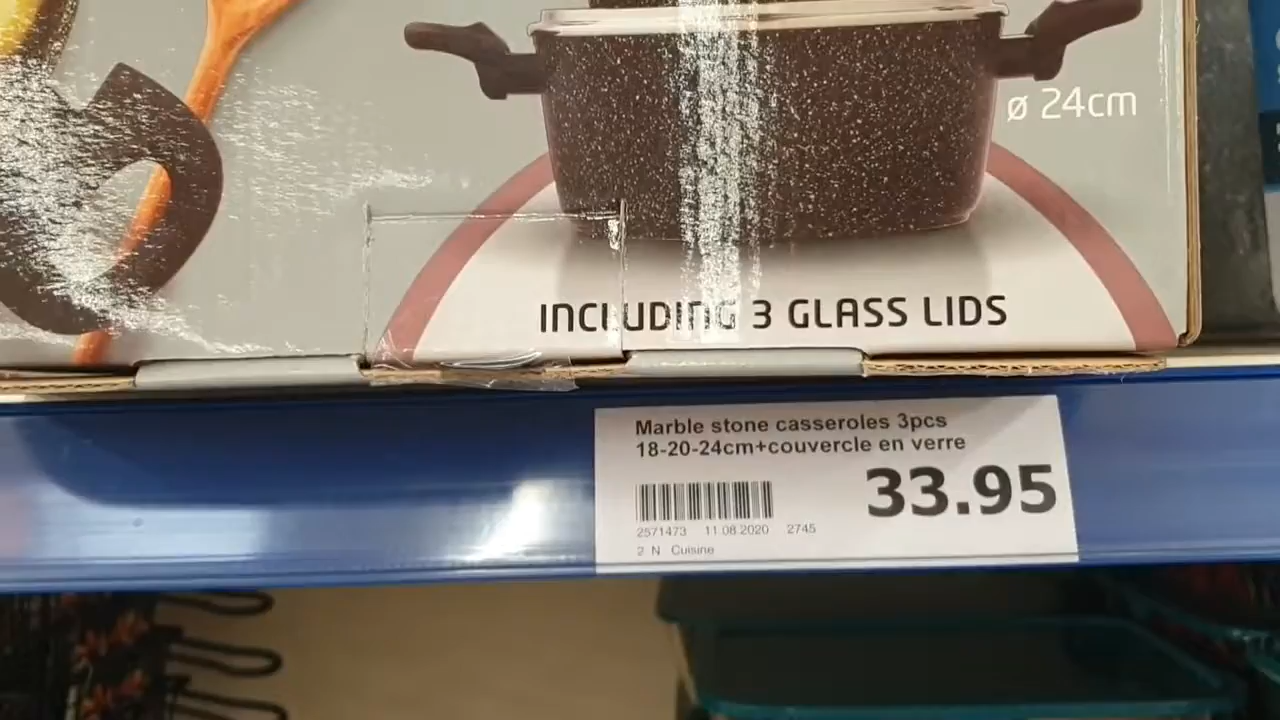 ø 24cm
INCLUDING 3 GLASS LIDS
Marble stone casseroles 3pcs
18-20-24cm+couvercle en verre
33.95
2571473 11.08.2020 2745
2 N Cuisine